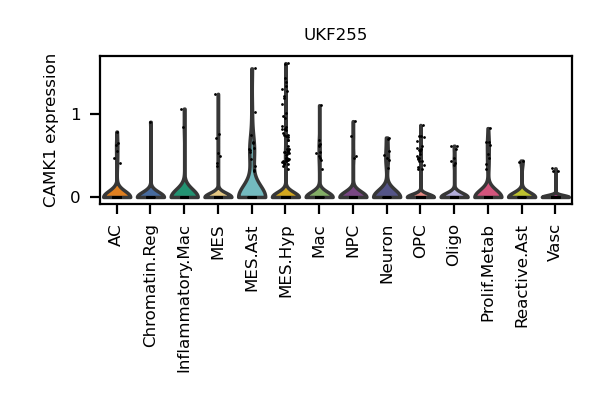 UKF255
CAMK1 expression
1
0
AC
Chromatin.Reg
Inflammatory.Mac
MES
MES.Ast
MES.Hyp
Mac
NPC
Neuron
OPC
Oligo
Prolif.Metab
Reactive.Ast
Vasc